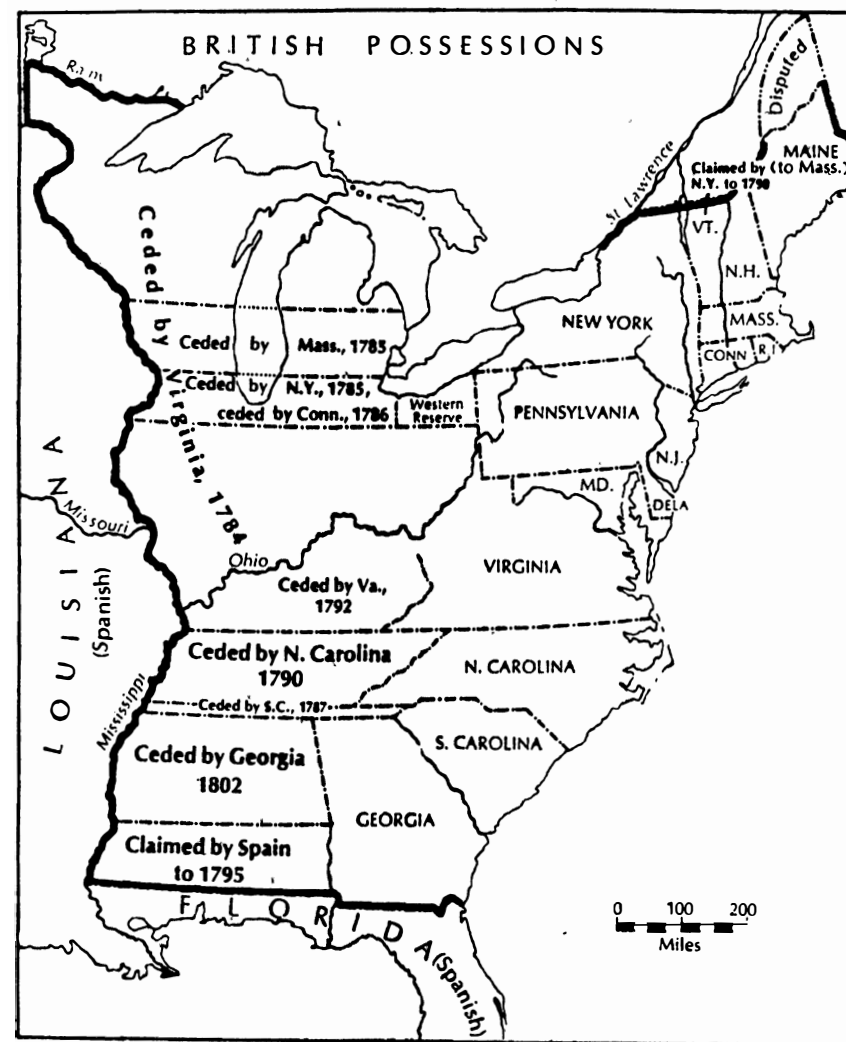 BRITISH POSSESSIONS
Rainy
Disputed
St. Lawrence
MAINE
(to Mass.)
Claimed by
N.Y. to 1790
VT.
N.H.
NEW YORK
MASS.
CONN
R I
Ceded by Virginia, 1784
Ceded by Mass., 1785
Ceded by N.Y., 1785,
ceded by Conn., 1786
Western
Reserve
PENNSYLVANIA
N.J.
MD.
DELA
LOUISIANA
(Spanish)
Missouri
Ohio
VIRGINIA
Ceded by Va.,
1792
Ceded by N. Carolina
1790
N. CAROLINA
Ceded by S.C., 1787
Mississippi
S. CAROLINA
Ceded by Georgia
1802
GEORGIA
Claimed by Spain
to 1795
FLORIDA
(Spanish)
0 100 200
Miles